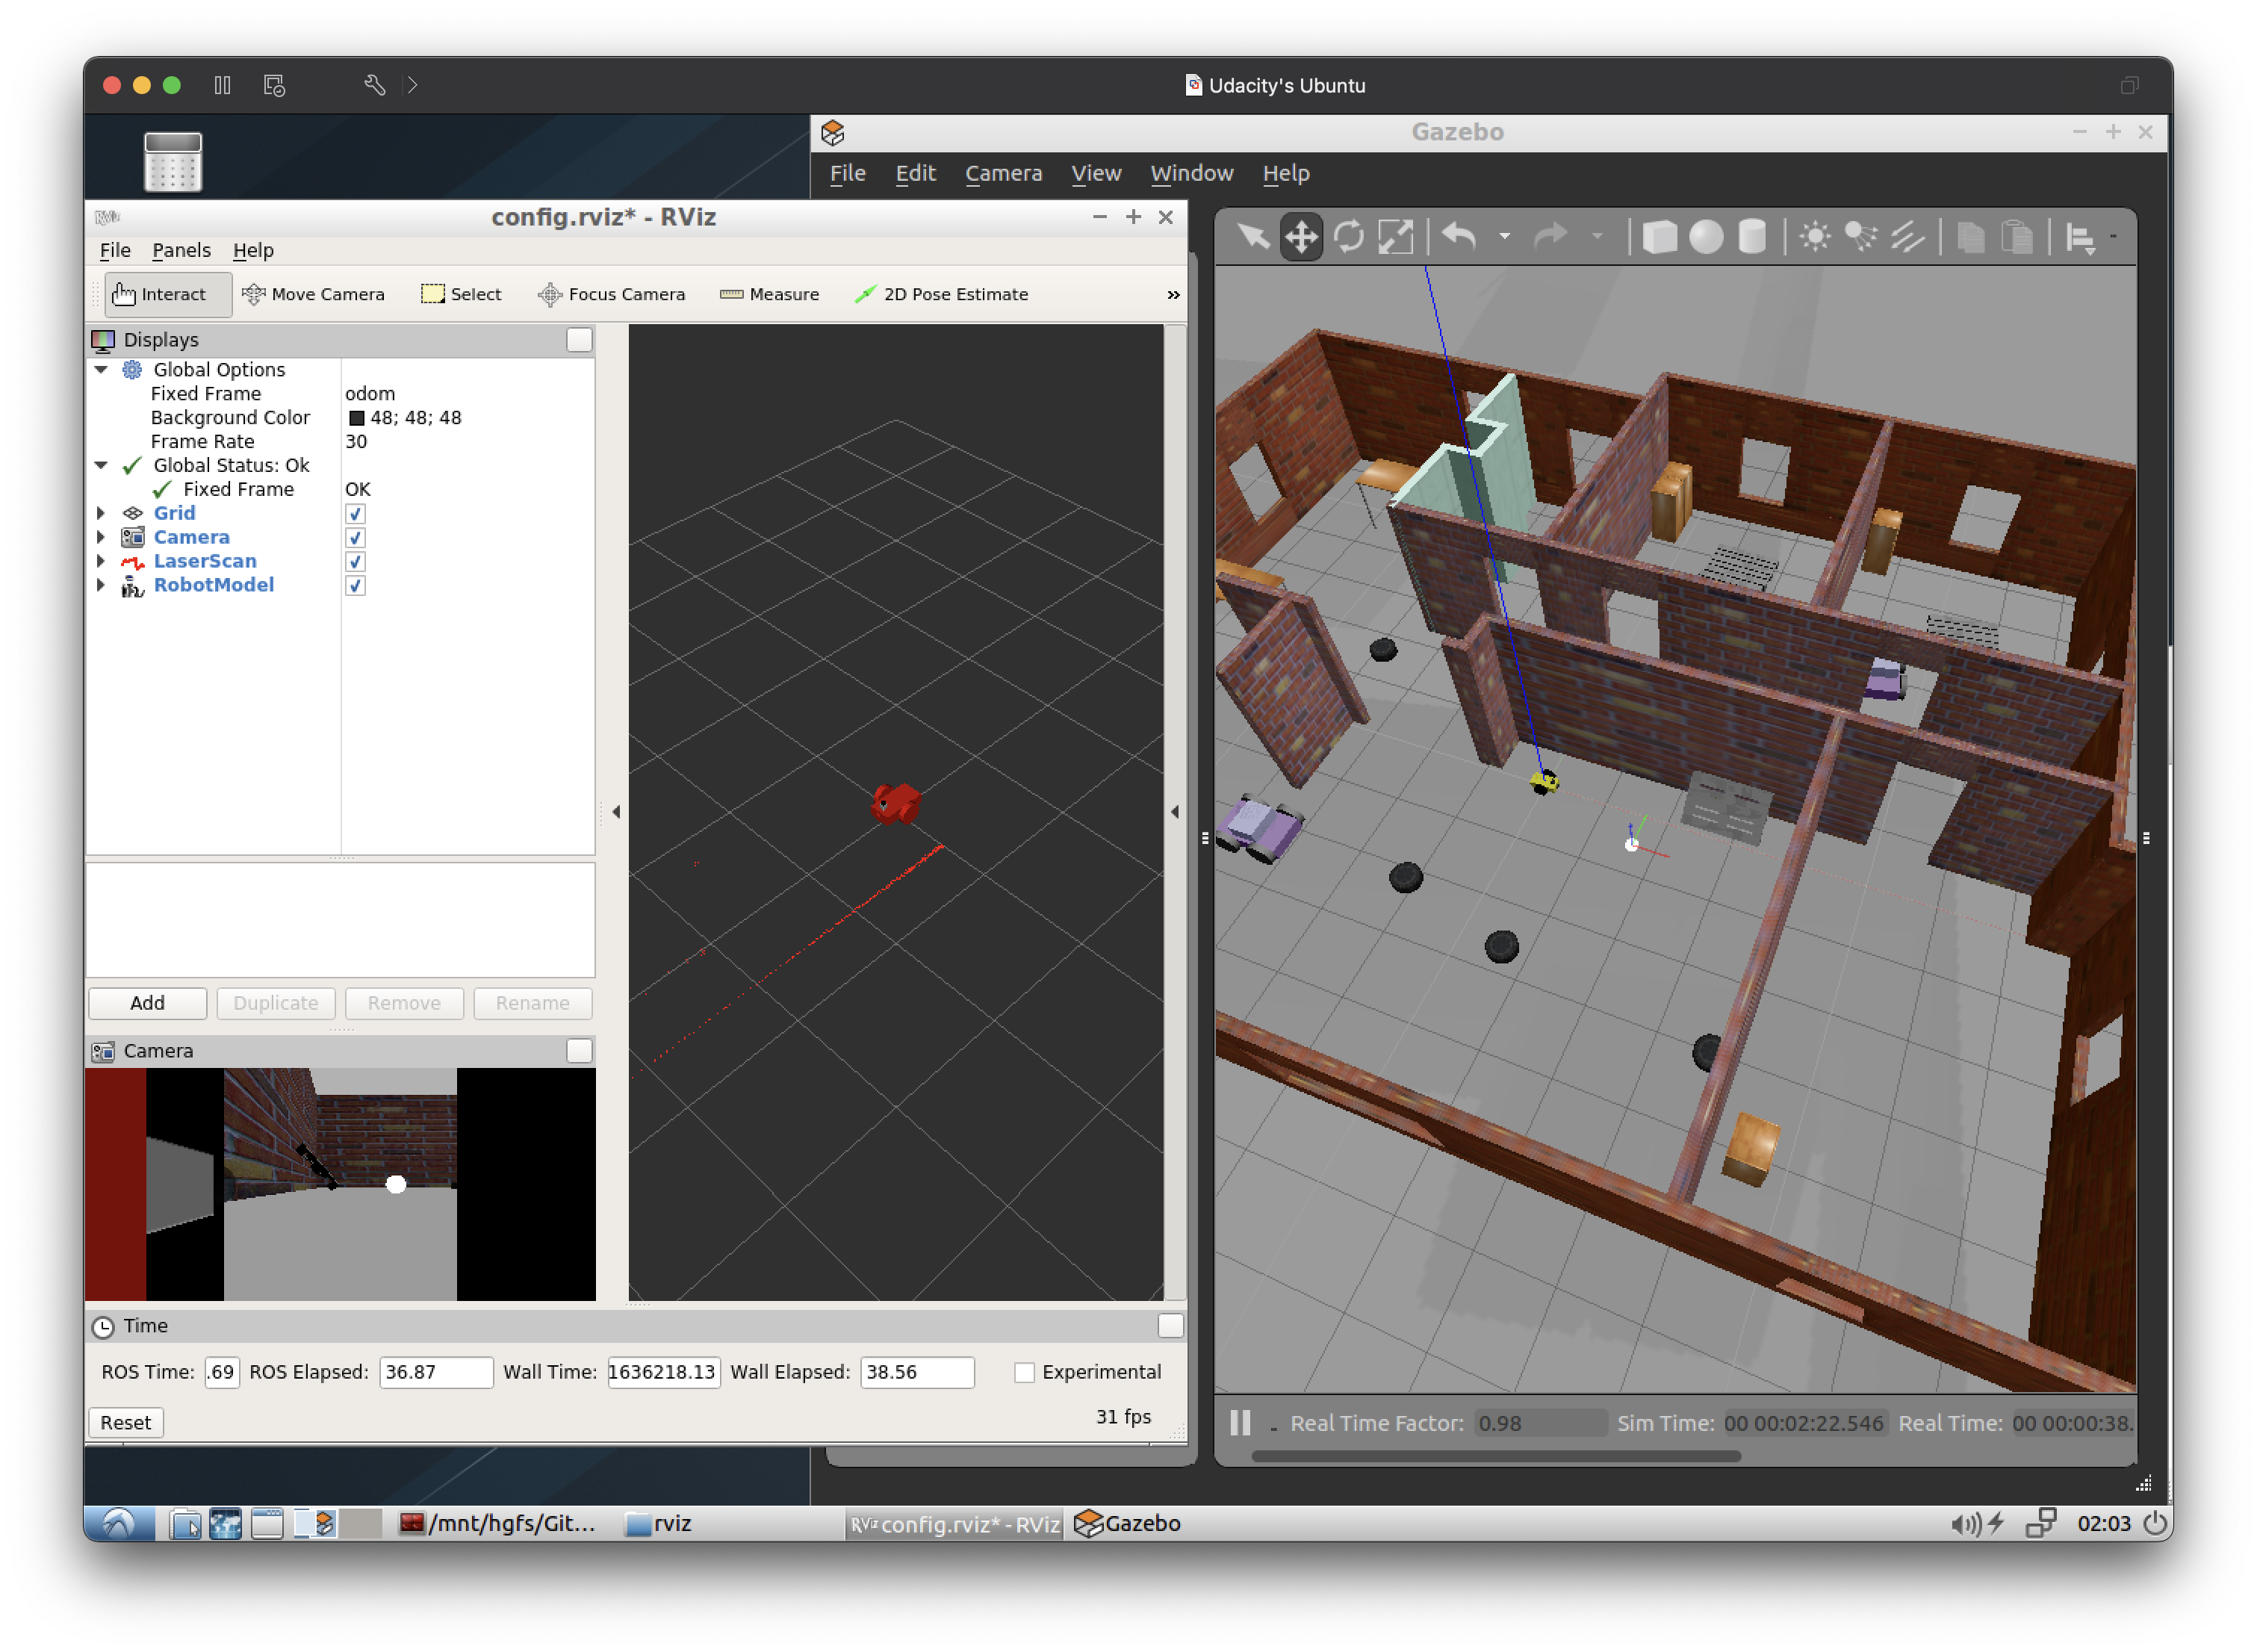 Udacity's Ubuntu
Gazebo
File Edit Camera View Window Help
config.rviz* - RViz
File Panels Help
Interact Move Camera Select Focus Camera Measure 2D Pose Estimate »
Displays
Global Options
Fixed Frame odom
Background Color 48; 48; 48
Frame Rate 30
Global Status: Ok
Fixed Frame OK
Grid
Camera
LaserScan
RobotModel
Add Duplicate Remove Rename
Camera
Time
ROS Time: .69 ROS Elapsed: 36.87 Wall Time: 1636218.13 Wall Elapsed: 38.56 Experimental
Reset
31 fps
Real Time Factor: 0.98 Sim Time: 00 00:02:22.546 Real Time: 00 00:00:38.
/mnt/hgfs/Git... rviz RViz config.rviz* - RViz Gazebo 02:03